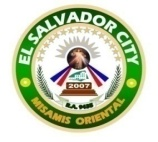 EL SALVADOR CITY
2007
R.A. 9435
MISAMIS ORIENTAL